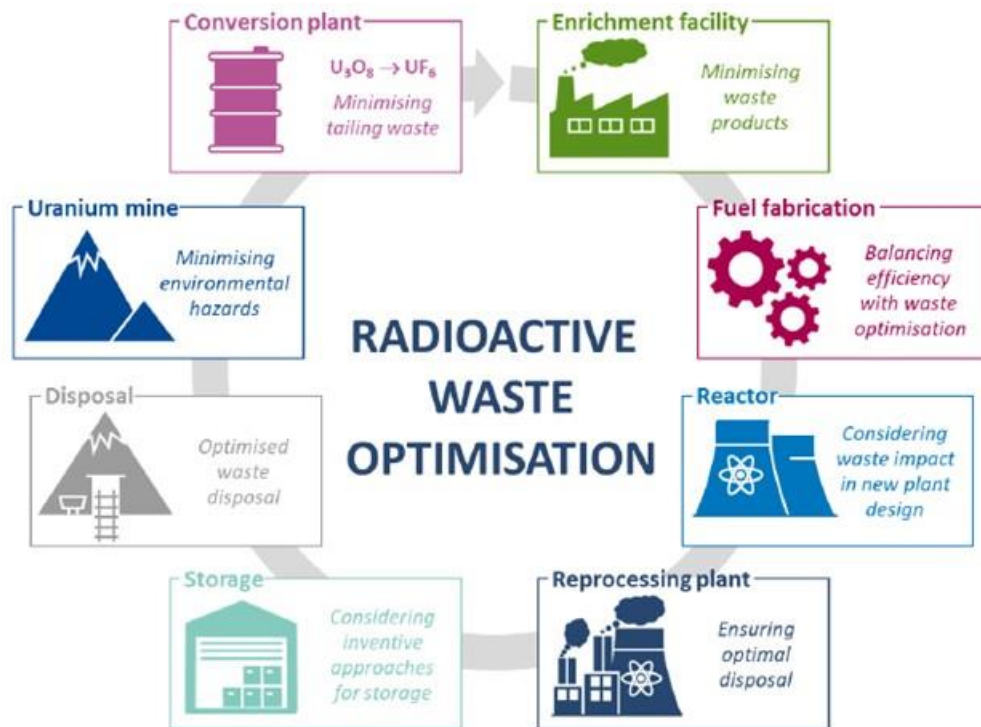 Conversion plant
U₃O₈ → UF₆
Minimising
tailing waste
Enrichment facility
Minimising
waste
products
Uranium mine
Minimising
environmental
hazards
Fuel fabrication
Balancing
efficiency
with waste
optimisation
RADIOACTIVE
WASTE
OPTIMISATION
Disposal
Optimised
waste
disposal
Reactor
Considering
waste impact
in new plant
design
Storage
Considering
inventive
approaches
for storage
Reprocessing plant
Ensuring
optimal
disposal